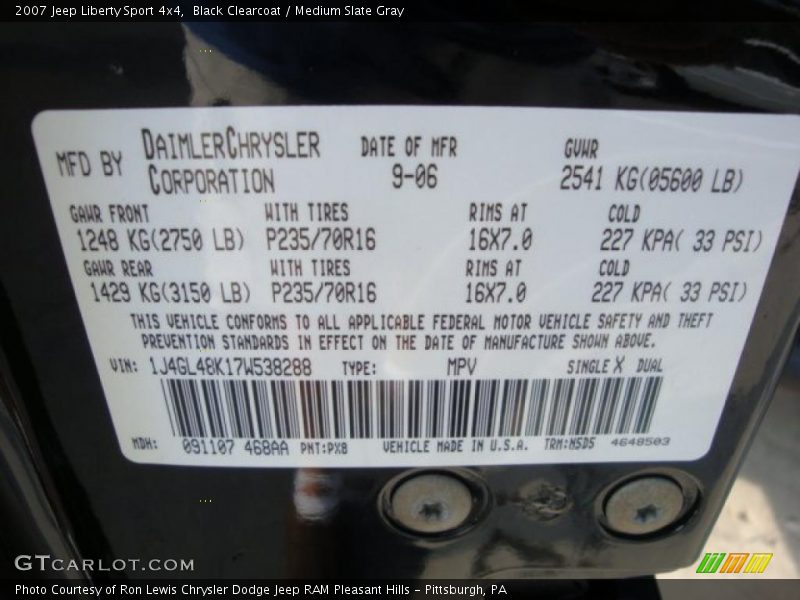 2007 Jeep Liberty Sport 4x4, Black Clearcoat / Medium Slate Gray
MFD BY DAIMLERCHRYSLER CORPORATION DATE OF MFR 9-06 GVWR 2541 KG(05600 LB)
GAWR FRONT WITH TIRES RIMS AT COLD
1248 KG(2750 LB) P235/70R16 16X7.0 227 KPA( 33 PSI)
GAWR REAR WITH TIRES RIMS AT COLD
1429 KG(3150 LB) P235/70R16 16X7.0 227 KPA( 33 PSI)
THIS VEHICLE CONFORMS TO ALL APPLICABLE FEDERAL MOTOR VEHICLE SAFETY AND THEFT
PREVENTION STANDARDS IN EFFECT ON THE DATE OF MANUFACTURE SHOWN ABOVE.
VIN: 1J4GL48K17W538288 TYPE: MPV SINGLE X DUAL
MDH: 091107 468AA PNT:PX8 VEHICLE MADE IN U.S.A. TRM:N5D5 4648503
GTCARLOT.COM
Photo Courtesy of Ron Lewis Chrysler Dodge Jeep RAM Pleasant Hills – Pittsburgh, PA